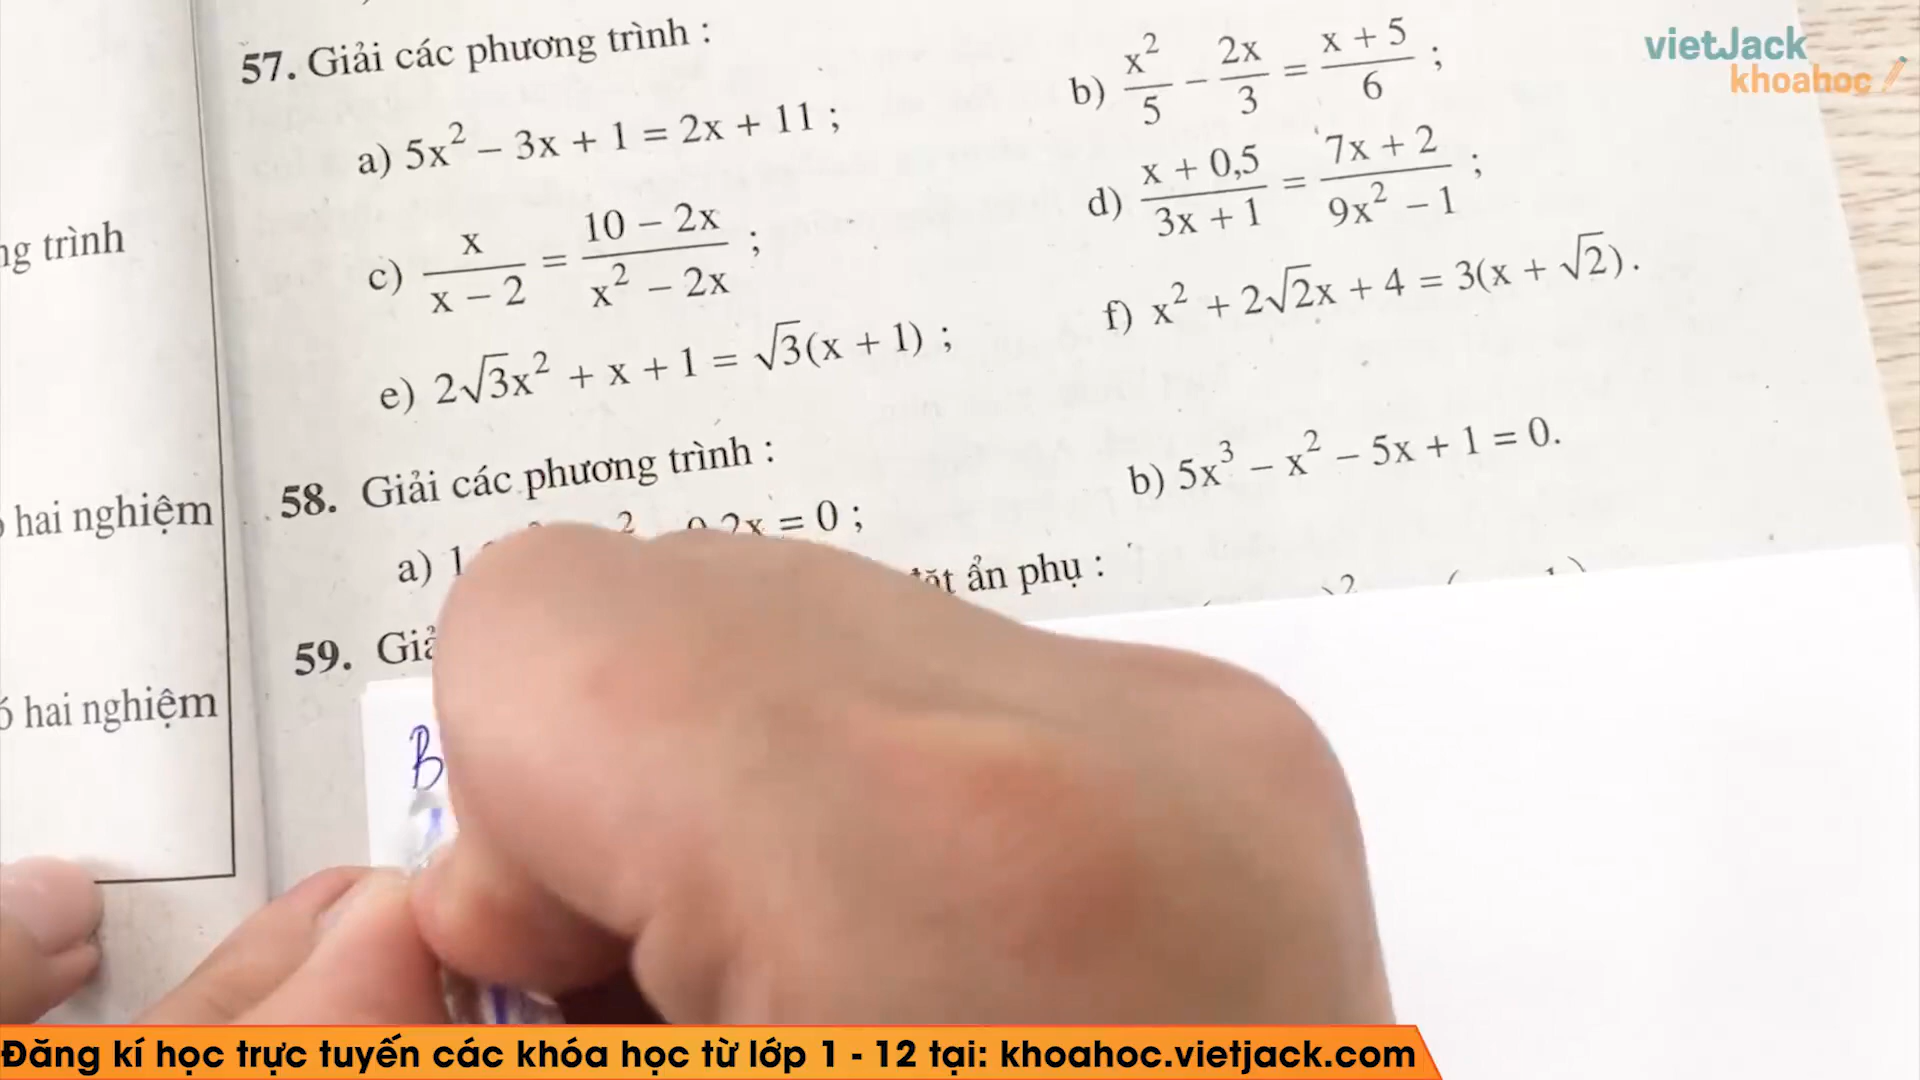 vietJack
khoahoc
57. Giải các phương trình :
a) 5x² – 3x + 1 = 2x + 11 ;
b) x²/5 – 2x/3 = (x + 5)/6 ;
c) x/(x – 2) = (10 – 2x)/(x² – 2x) ;
d) (x + 0,5)/(3x + 1) = (7x + 2)/(9x² – 1) ;
e) 2√3x² + x + 1 = √3(x + 1) ;
f) x² + 2√2x + 4 = 3(x + √2).
58. Giải các phương trình :
a) 1 = 0 ;
b) 5x³ – x² – 5x + 1 = 0.
59. ẩn phụ :
B
trình
hai nghiệm
hai nghiệm
Đăng kí học trực tuyến các khóa học từ lớp 1 - 12 tại: khoahoc.vietjack.com